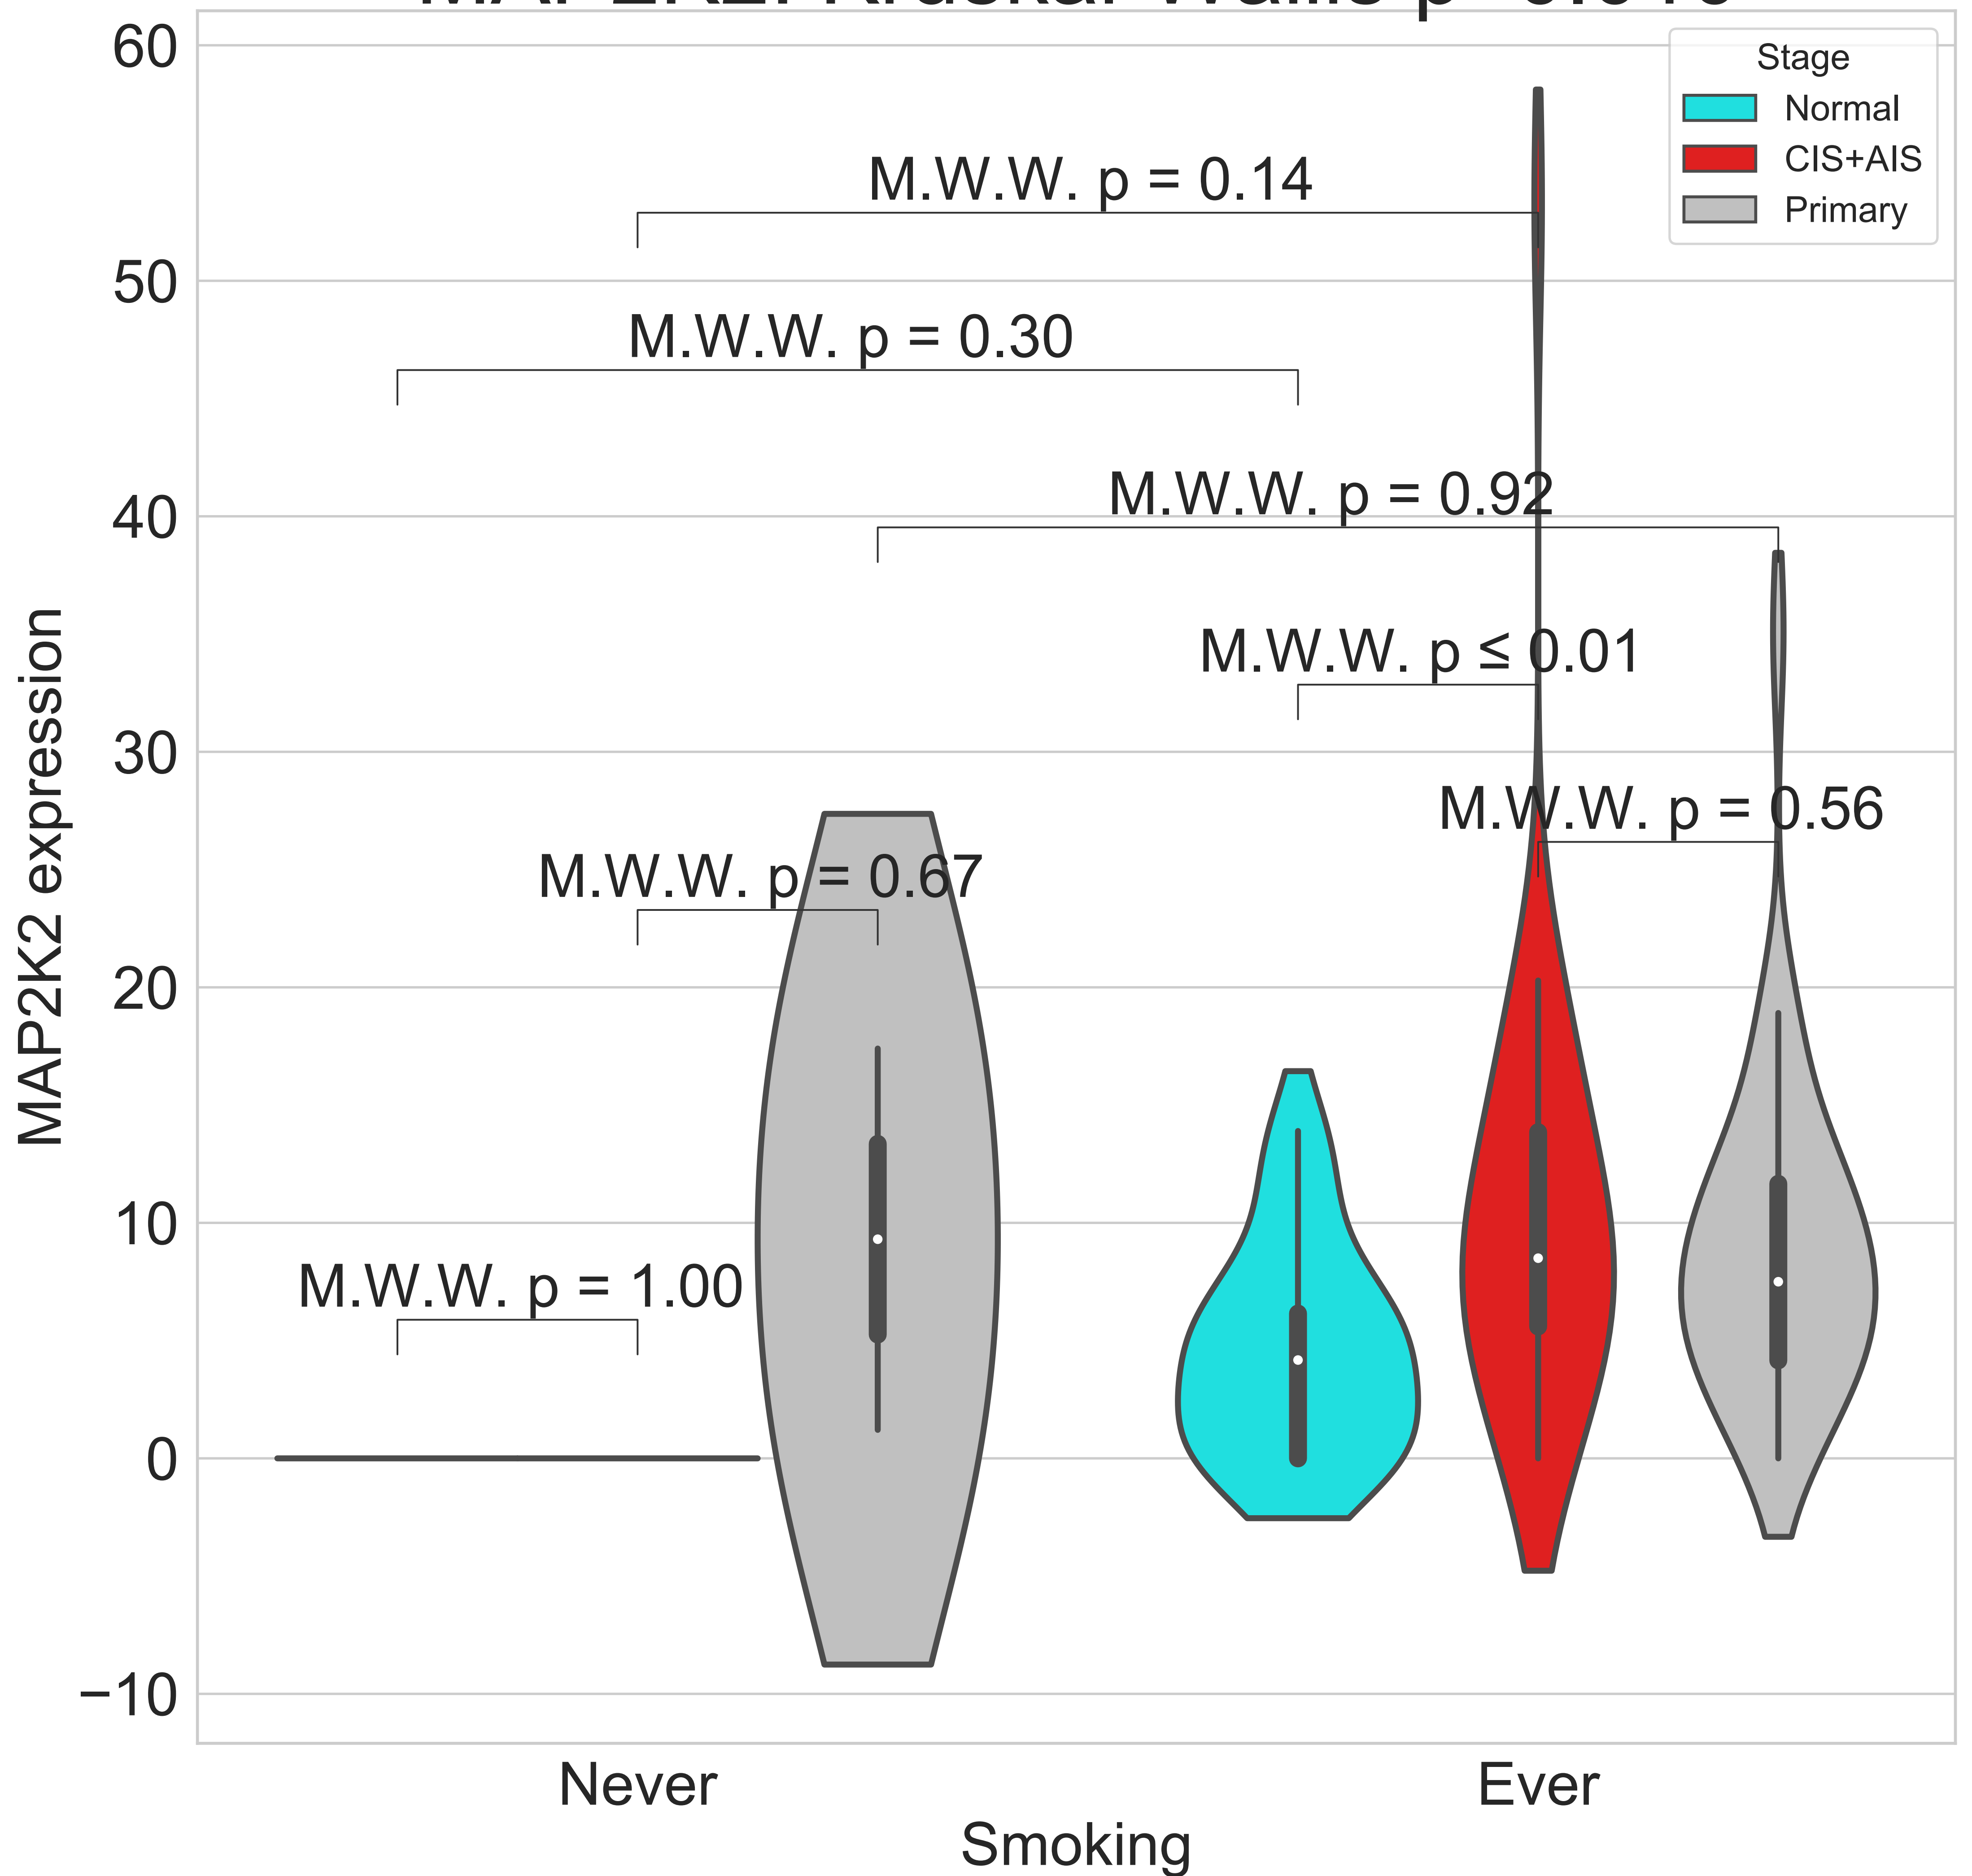 60
Stage
Normal
CIS+AIS
Primary
M.W.W. p = 0.14
50
M.W.W. p = 0.30
40
M.W.W. p = 0.92
M.W.W. p ≤ 0.01
30
M.W.W. p = 0.56
M.W.W. p = 0.67
20
10
M.W.W. p = 1.00
0
−10
MAP2K2 expression
Never
Ever
Smoking